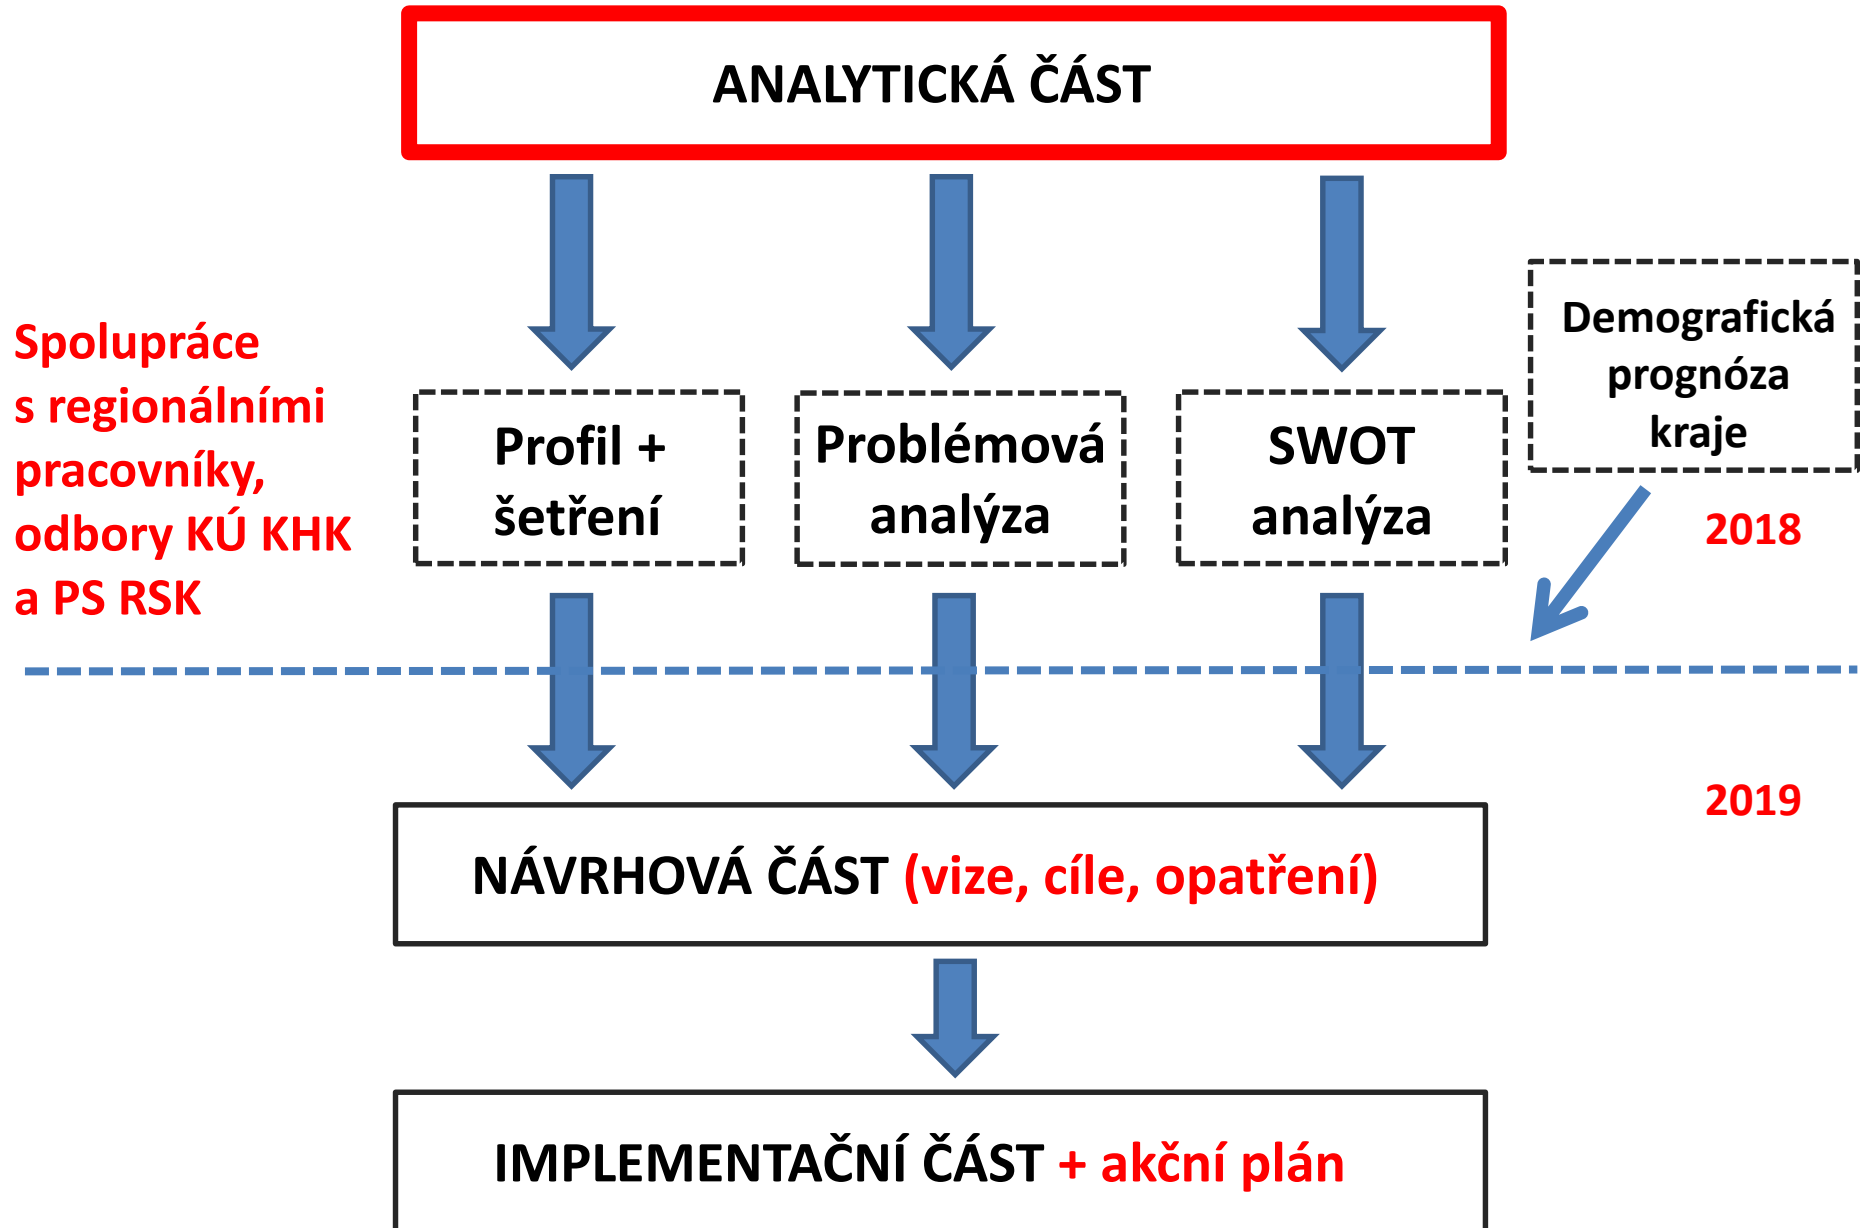 ANALYTICKÁ ČÁST
Spolupráce
s regionálními
pracovníky,
odbory KÚ KHK
a PS RSK
Profil +
šetření
Problémová
analýza
SWOT
analýza
Demografická
prognóza
kraje
2018
2019
NÁVRHOVÁ ČÁST (vize, cíle, opatření)
IMPLEMENTAČNÍ ČÁST + akční plán